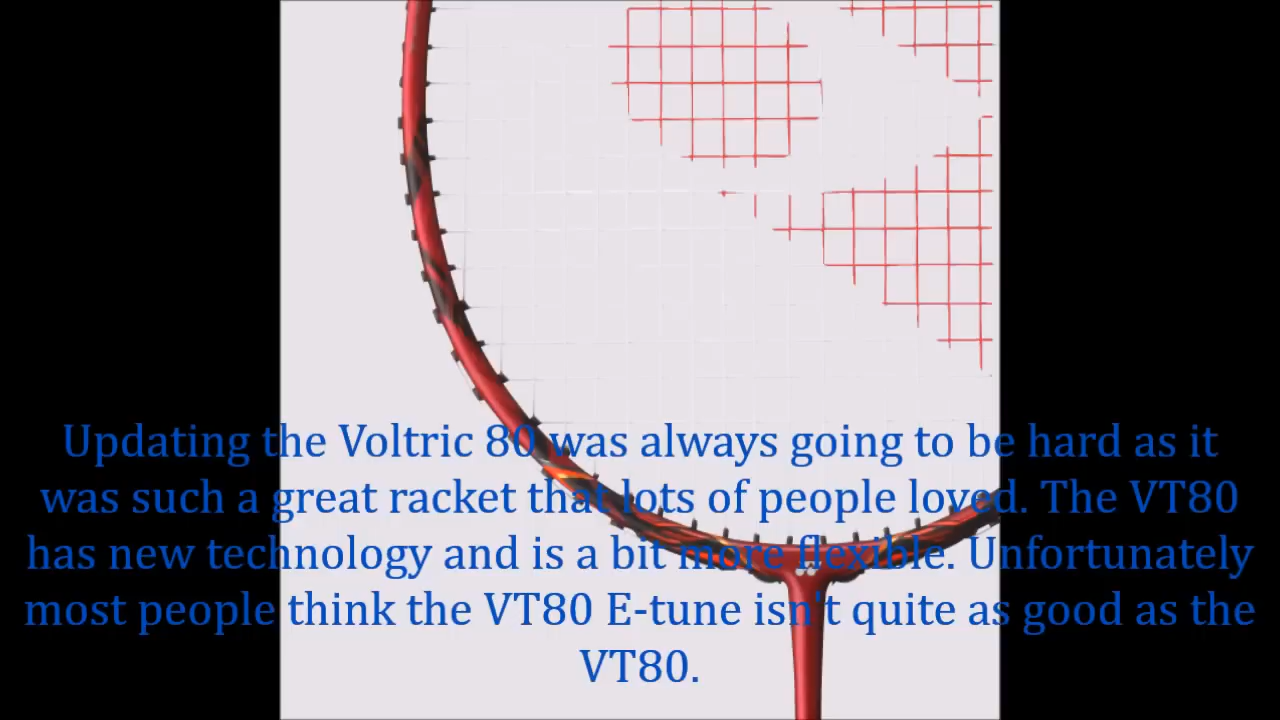 Updating the Voltric 80 was always going to be hard as it
was such a great racket that lots of people loved. The VT80
has new technology and is a bit more flexible. Unfortunately
most people think the VT80 E-tune isn't quite as good as the
VT80.